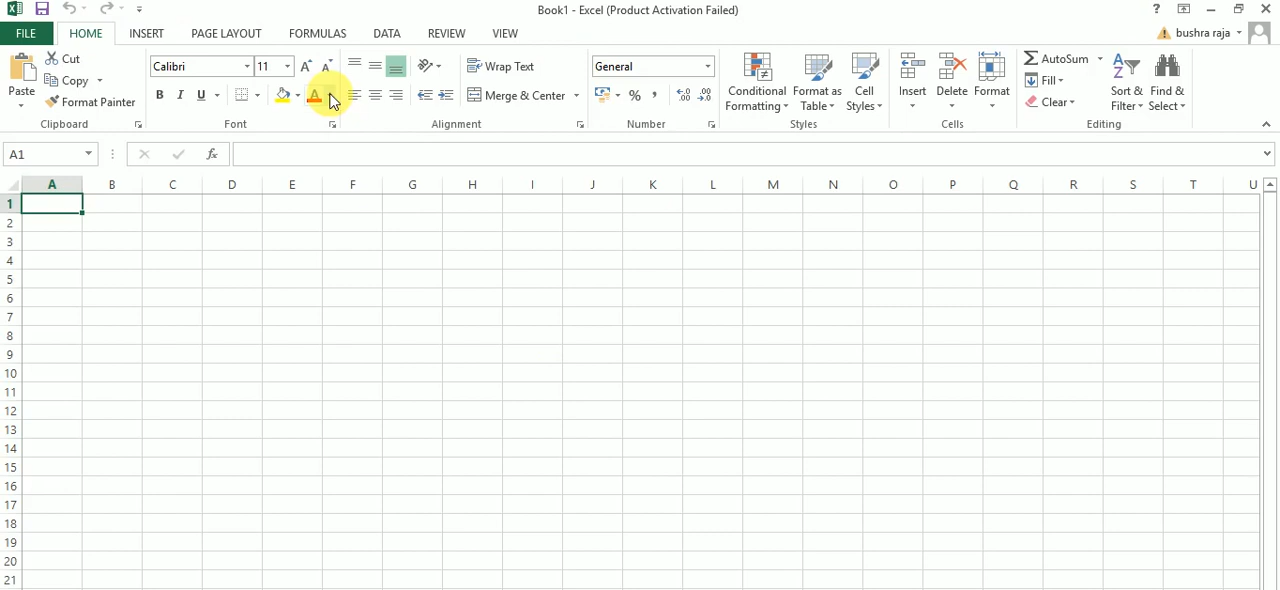 Book1 - Excel (Product Activation Failed)
?
FILE HOME INSERT PAGE LAYOUT FORMULAS DATA REVIEW VIEW
bushra raja
Paste
Cut
Copy
Format Painter
Clipboard
Calibri 11
B I U
Font
Wrap Text
Merge & Center
Alignment
General
% ,
Number
Conditional Formatting
Format as Table
Cell Styles
Styles
Insert Delete Format
Cells
AutoSum
Fill
Clear
Sort & Filter
Find & Select
Editing
A1
fx
A B C D E F G H I J K L M N O P Q R S T U
1
2
3
4
5
6
7
8
9
10
11
12
13
14
15
16
17
18
19
20
21